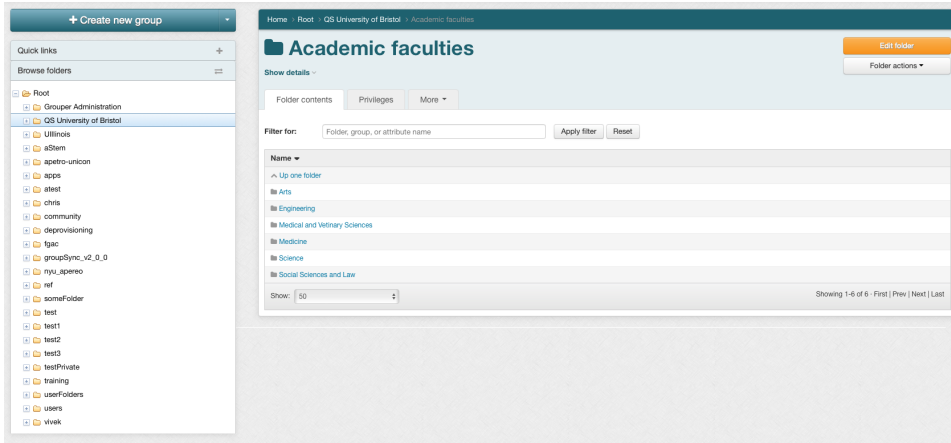 + Create new group
Quick links
Browse folders
Root
Grouper Administration
QS University of Bristol
UIllinois
aStem
apetro-unicon
apps
atest
chris
community
deprovisioning
fgac
groupSync_v2_0_0
nyu_apereo
ref
someFolder
test
test1
test2
test3
testPrivate
training
userFolders
users
vivek
Home › Root › QS University of Bristol › Academic faculties
Academic faculties
Edit folder
Folder actions
Show details
Folder contents Privileges More
Filter for: Folder, group, or attribute name Apply filter Reset
Name
Up one folder
Arts
Engineering
Medical and Vetinary Sciences
Medicine
Science
Social Sciences and Law
Show: 50 Showing 1-6 of 6 · First | Prev | Next | Last